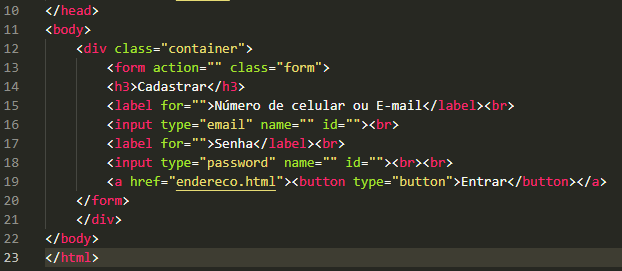 10 </head>
11 <body>
12 <div class="container">
13 <form action="" class="form">
14 <h3>Cadastrar</h3>
15 <label for="">Número de celular ou E-mail</label><br>
16 <input type="email" name="" id=""><br>
17 <label for="">Senha</label><br>
18 <input type="password" name="" id=""><br><br>
19 <a href="endereco.html"><button type="button">Entrar</button></a>
20 </form>
21 </div>
22 </body>
23 </html>